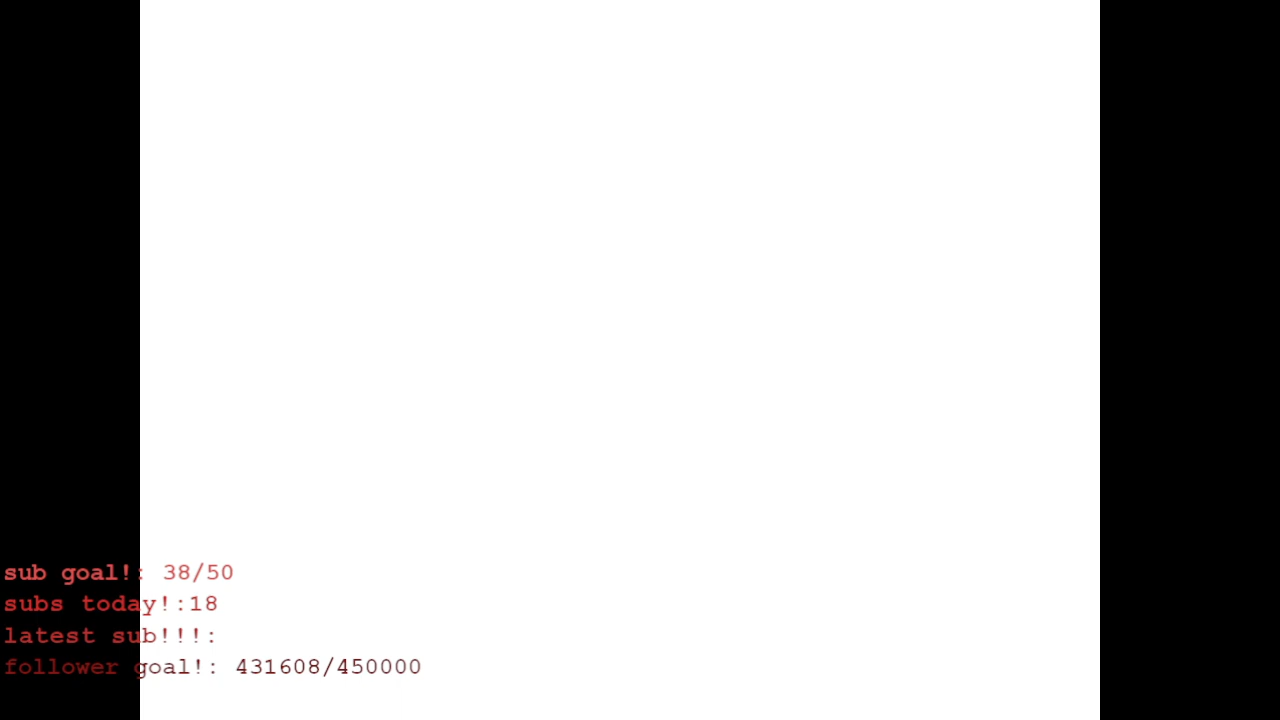 sub goal!: 38/50
subs today!:18
latest sub!!!:
follower goal!: 431608/450000